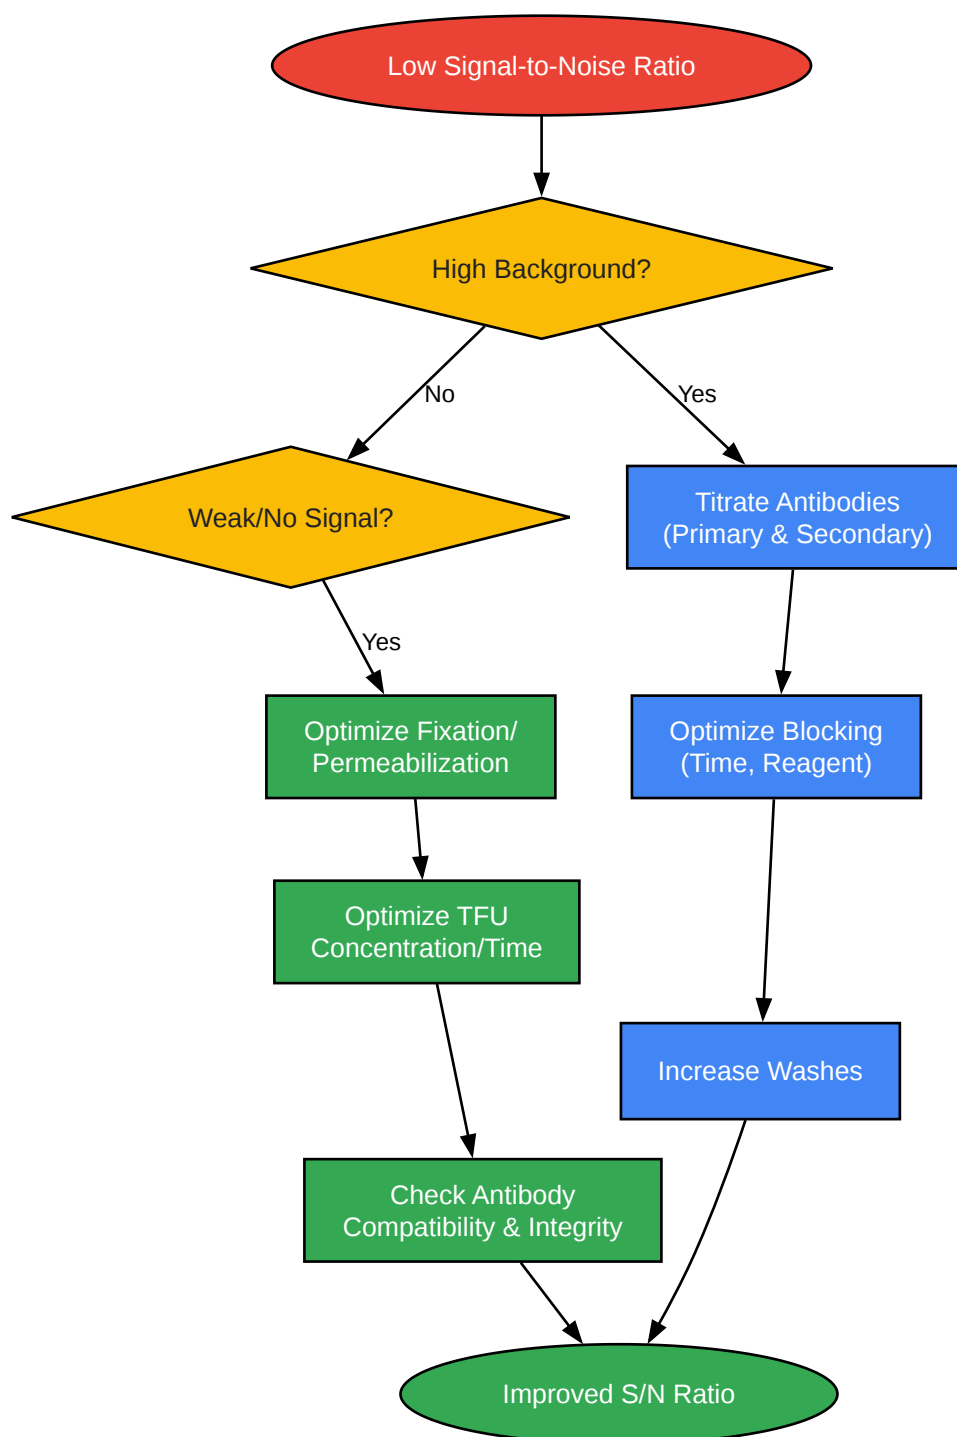 Low Signal-to-Noise Ratio
High Background?
No
Yes
Weak/No Signal?
Titrate Antibodies
(Primary & Secondary)
Yes
Optimize Fixation/
Permeabilization
Optimize Blocking
(Time, Reagent)
Optimize TFU
Concentration/Time
Increase Washes
Check Antibody
Compatibility & Integrity
Improved S/N Ratio